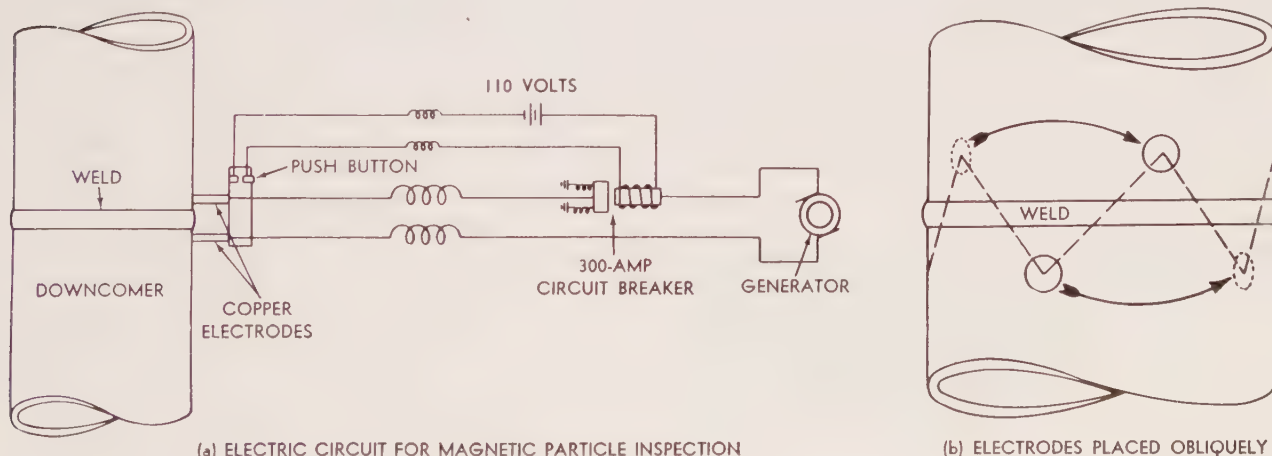 110 VOLTS
PUSH BUTTON
WELD
WELD
300-AMP
CIRCUIT BREAKER
GENERATOR
DOWNCOMER
COPPER
ELECTRODES
(a) ELECTRIC CIRCUIT FOR MAGNETIC PARTICLE INSPECTION
(b) ELECTRODES PLACED OBLIQUELY